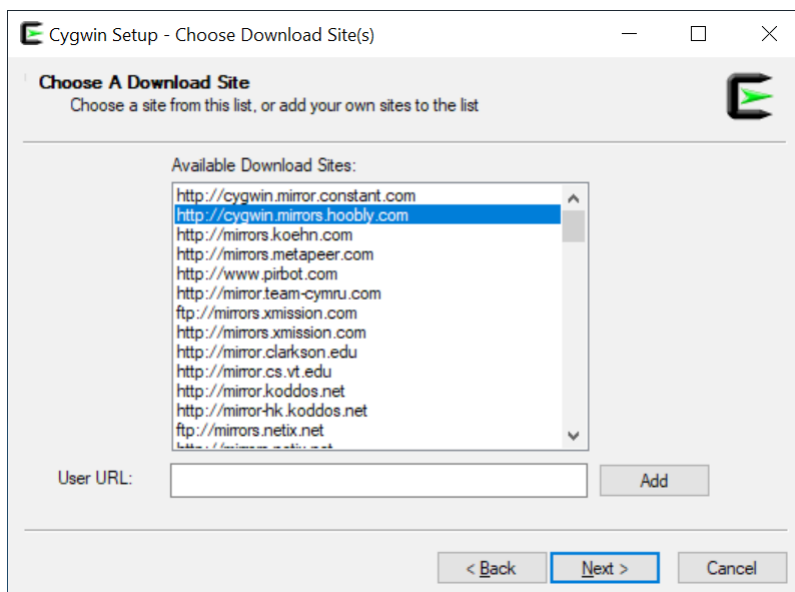 Cygwin Setup - Choose Download Site(s)
Choose A Download Site
Choose a site from this list, or add your own sites to the list
Available Download Sites:
http://cygwin.mirror.constant.com
http://cygwin.mirrors.hoobly.com
http://mirrors.koehn.com
http://mirrors.metapeer.com
http://www.pirbot.com
http://mirror.team-cymru.com
ftp://mirrors.xmission.com
http://mirrors.xmission.com
http://mirror.clarkson.edu
http://mirror.cs.vt.edu
http://mirror.koddos.net
http://mirror-hk.koddos.net
ftp://mirrors.netix.net
User URL:
Add
< Back
Next >
Cancel